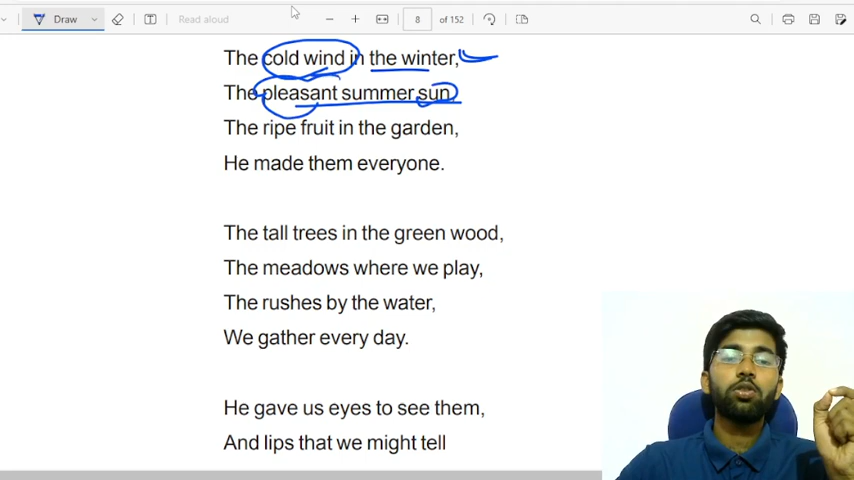 Draw
Read aloud
8
of 152
The cold wind in the winter,
The pleasant summer sun
The ripe fruit in the garden,
He made them everyone.
The tall trees in the green wood,
The meadows where we play,
The rushes by the water,
We gather every day.
He gave us eyes to see them,
And lips that we might tell